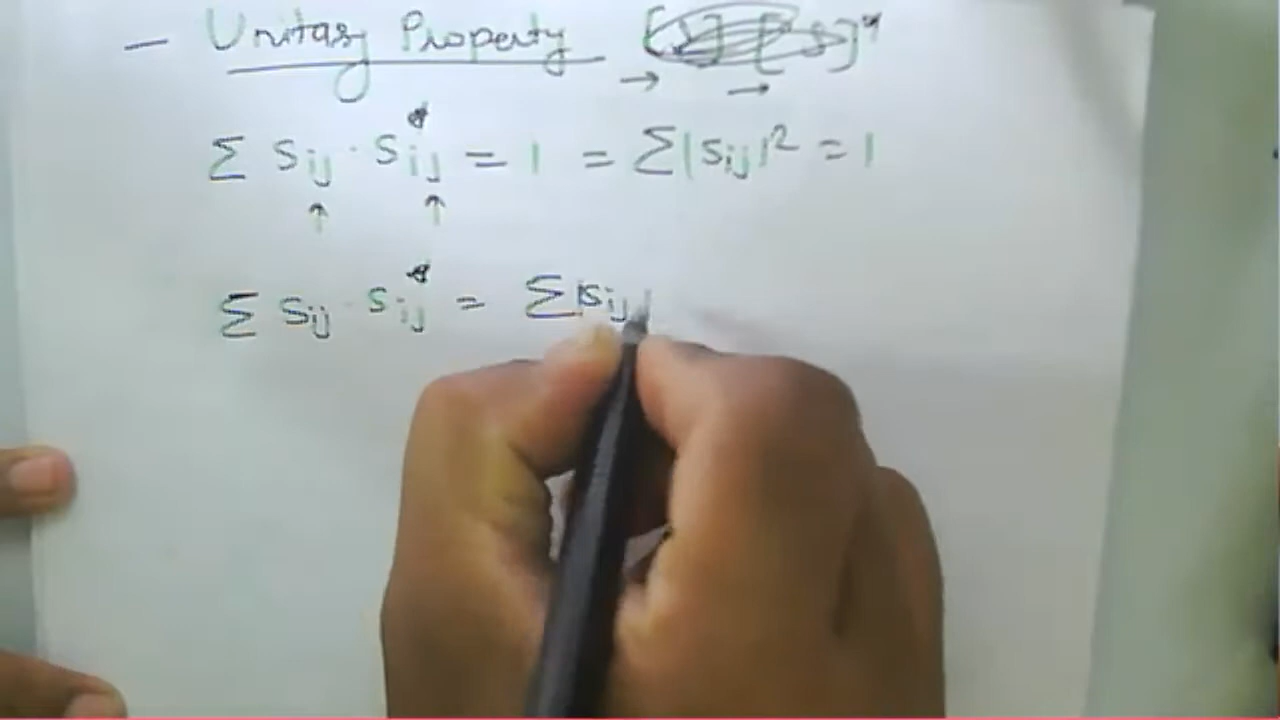 — Unitary Property [S] [S]*
→ →
Σ Sij · Sij* = 1 = Σ|Sij|² = 1
↑ ↑
Σ Sij · Sij* = Σ|Sij|